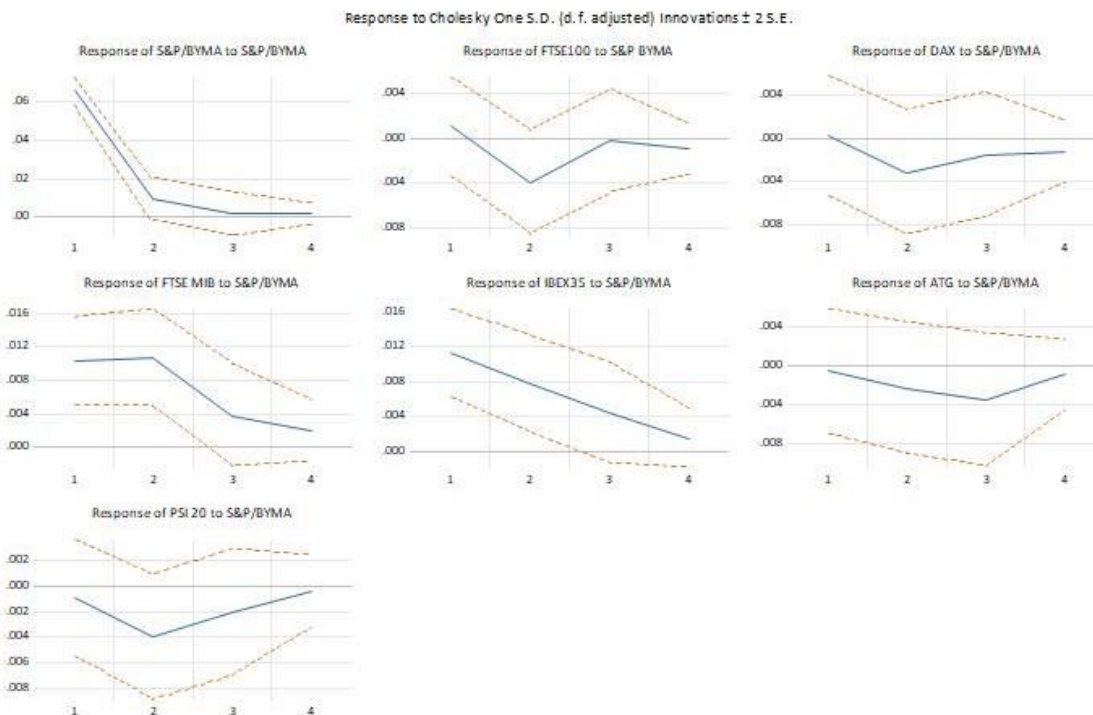 Response to Cholesky One S.D. (d.f. adjusted) Innovations ± 2 S.E.
Response of S&P/BYMA to S&P/BYMA
.06
.04
.02
.00
1 2 3 4
Response of FTSE100 to S&P BYMA
.004
.000
.004
.008
1 2 3 4
Response of DAX to S&P/BYMA
.004
.000
.004
.008
1 2 3 4
Response of FTSE MIB to S&P/BYMA
.016
.012
.008
.004
.000
1 2 3 4
Response of IBEX35 to S&P/BYMA
.016
.012
.008
.004
.000
1 2 3 4
Response of ATG to S&P/BYMA
.004
.000
.004
.008
1 2 3 4
Response of PSI 20 to S&P/BYMA
.002
.000
.002
.004
.006
.008
1 2 3 4